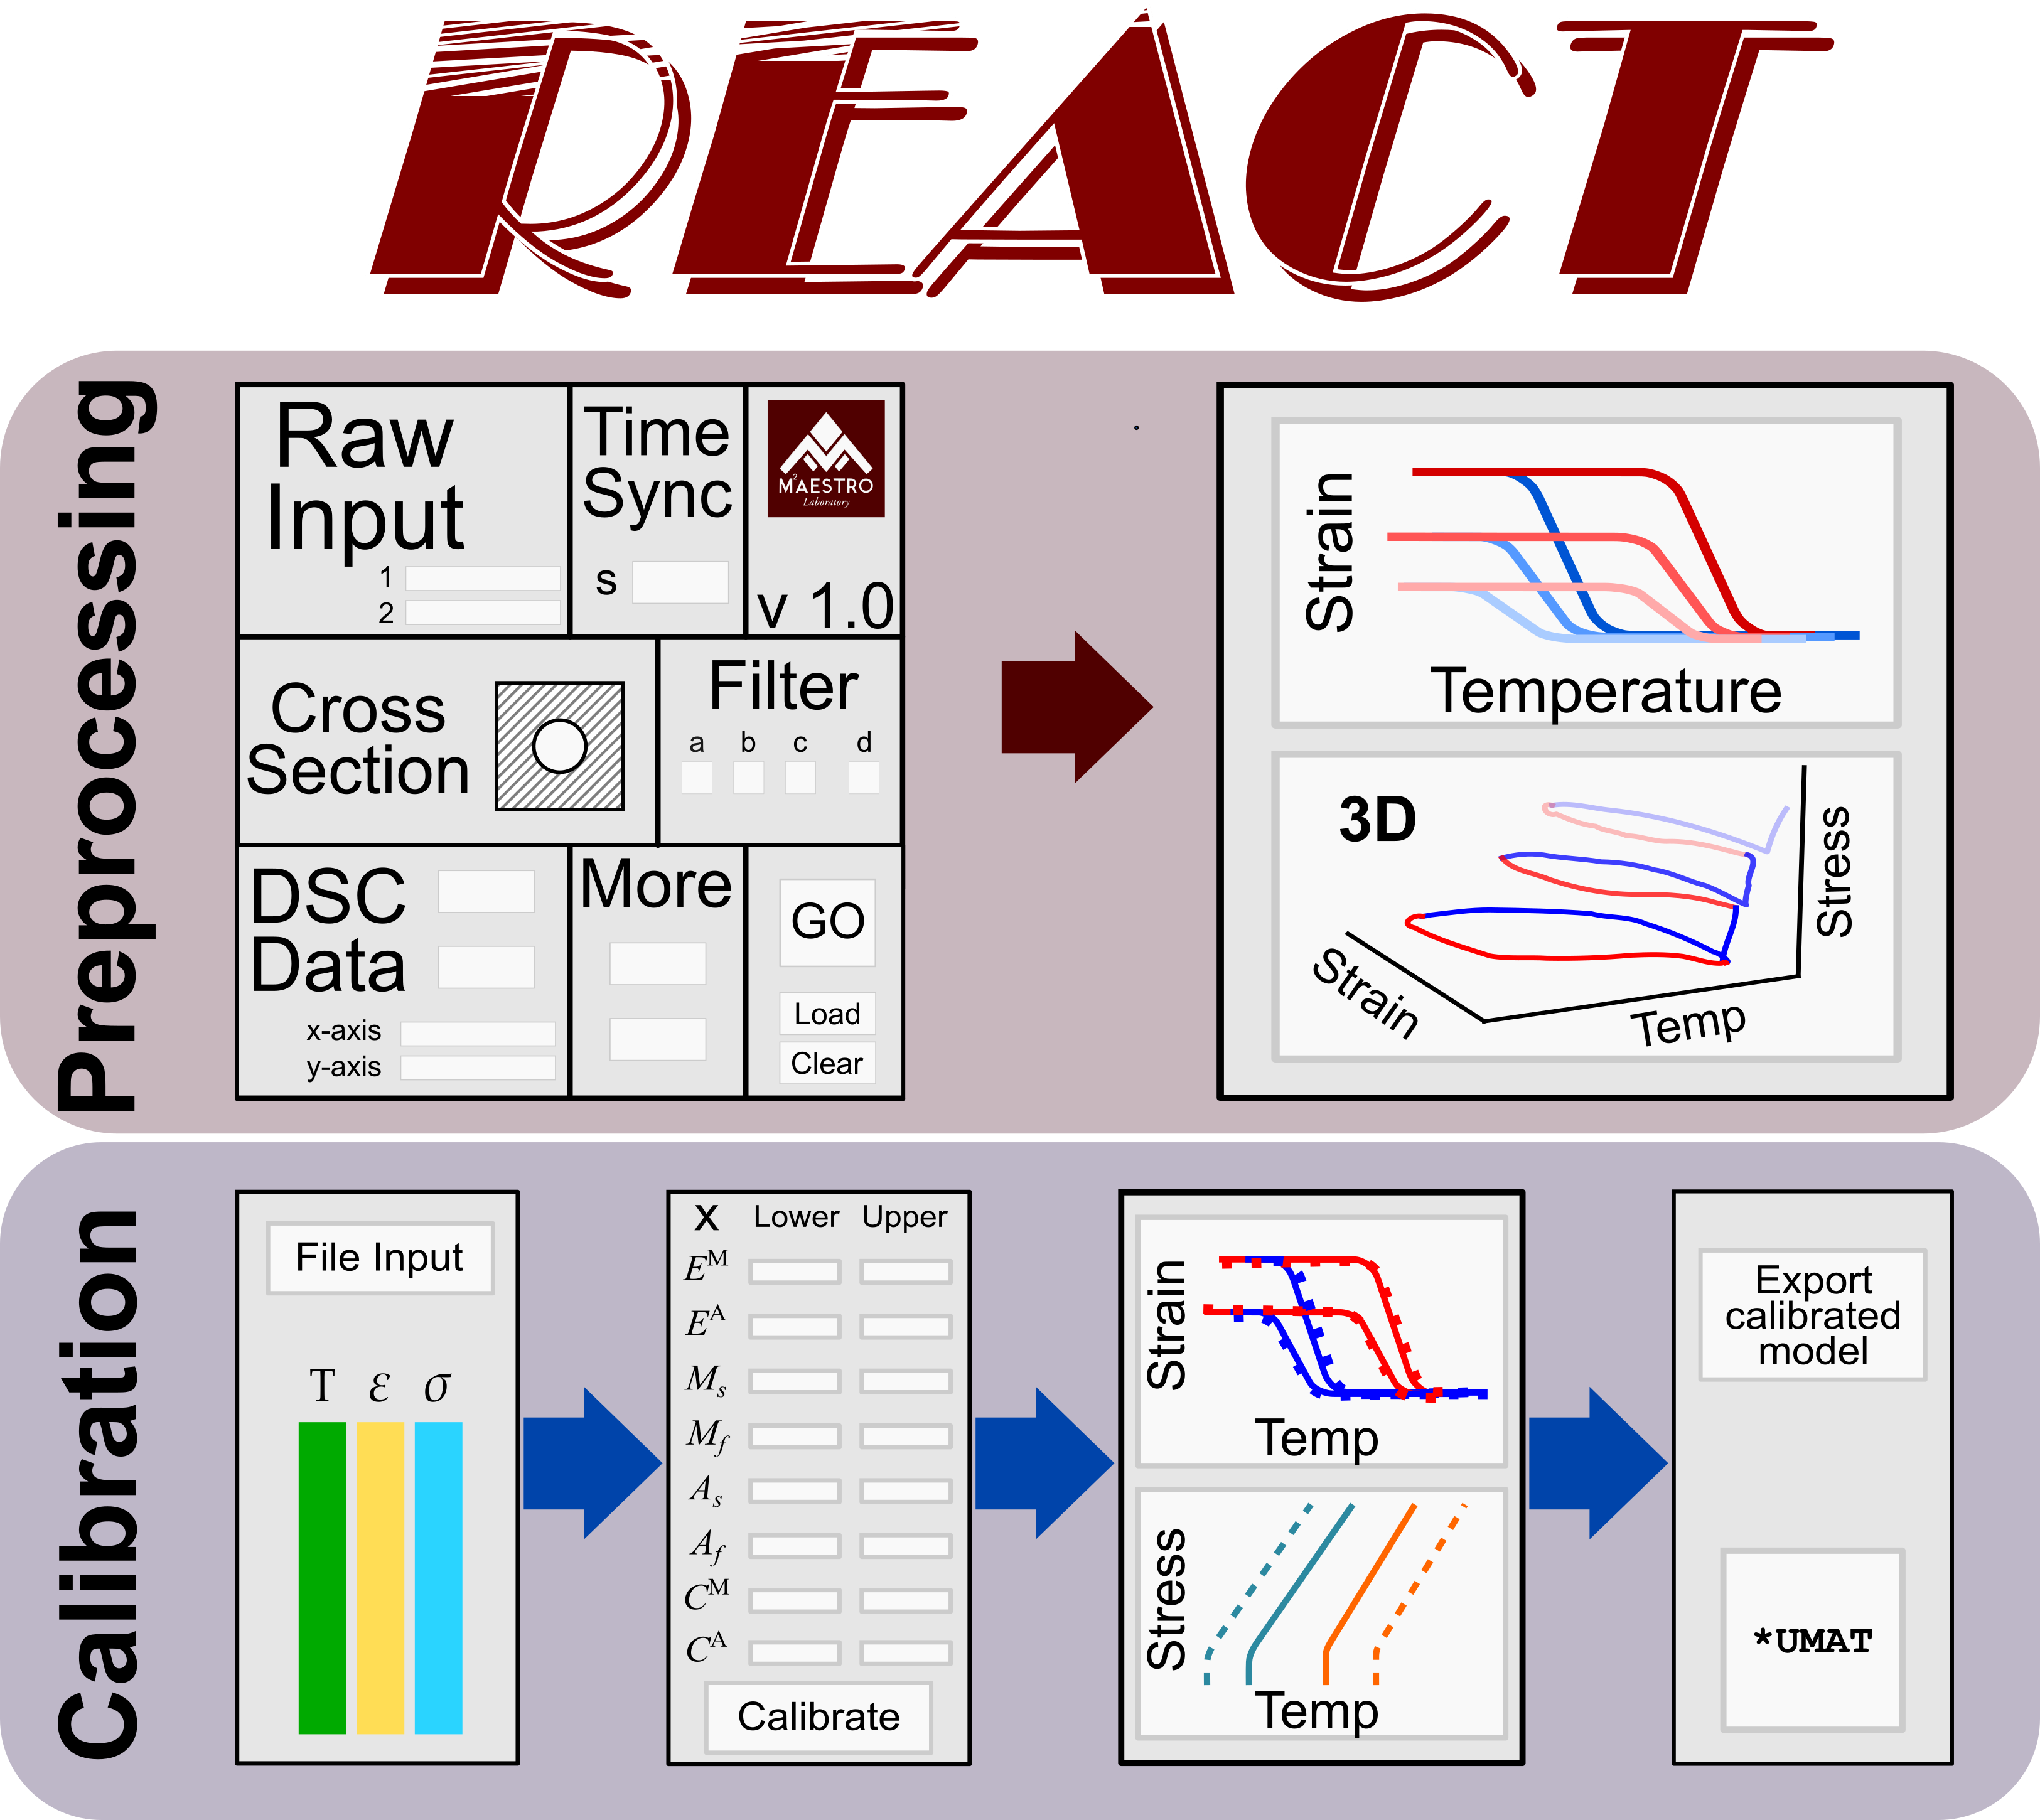 REACT
Preprocessing
Raw
Input
1
2
Time
Sync
s
M²AESTRO
Laboratory
v 1.0
Cross
Section
Filter
a b c d
DSC
Data
x-axis
y-axis
More
GO
Load
Clear
Strain
Temperature
3D
Stress
Strain
Temp
Calibration
File Input
T ε σ
x Lower Upper
E^M
E^A
M_s
M_f
A_s
A_f
C^M
C^A
Calibrate
Strain
Temp
Stress
Temp
Export
calibrated
model
*UMAT